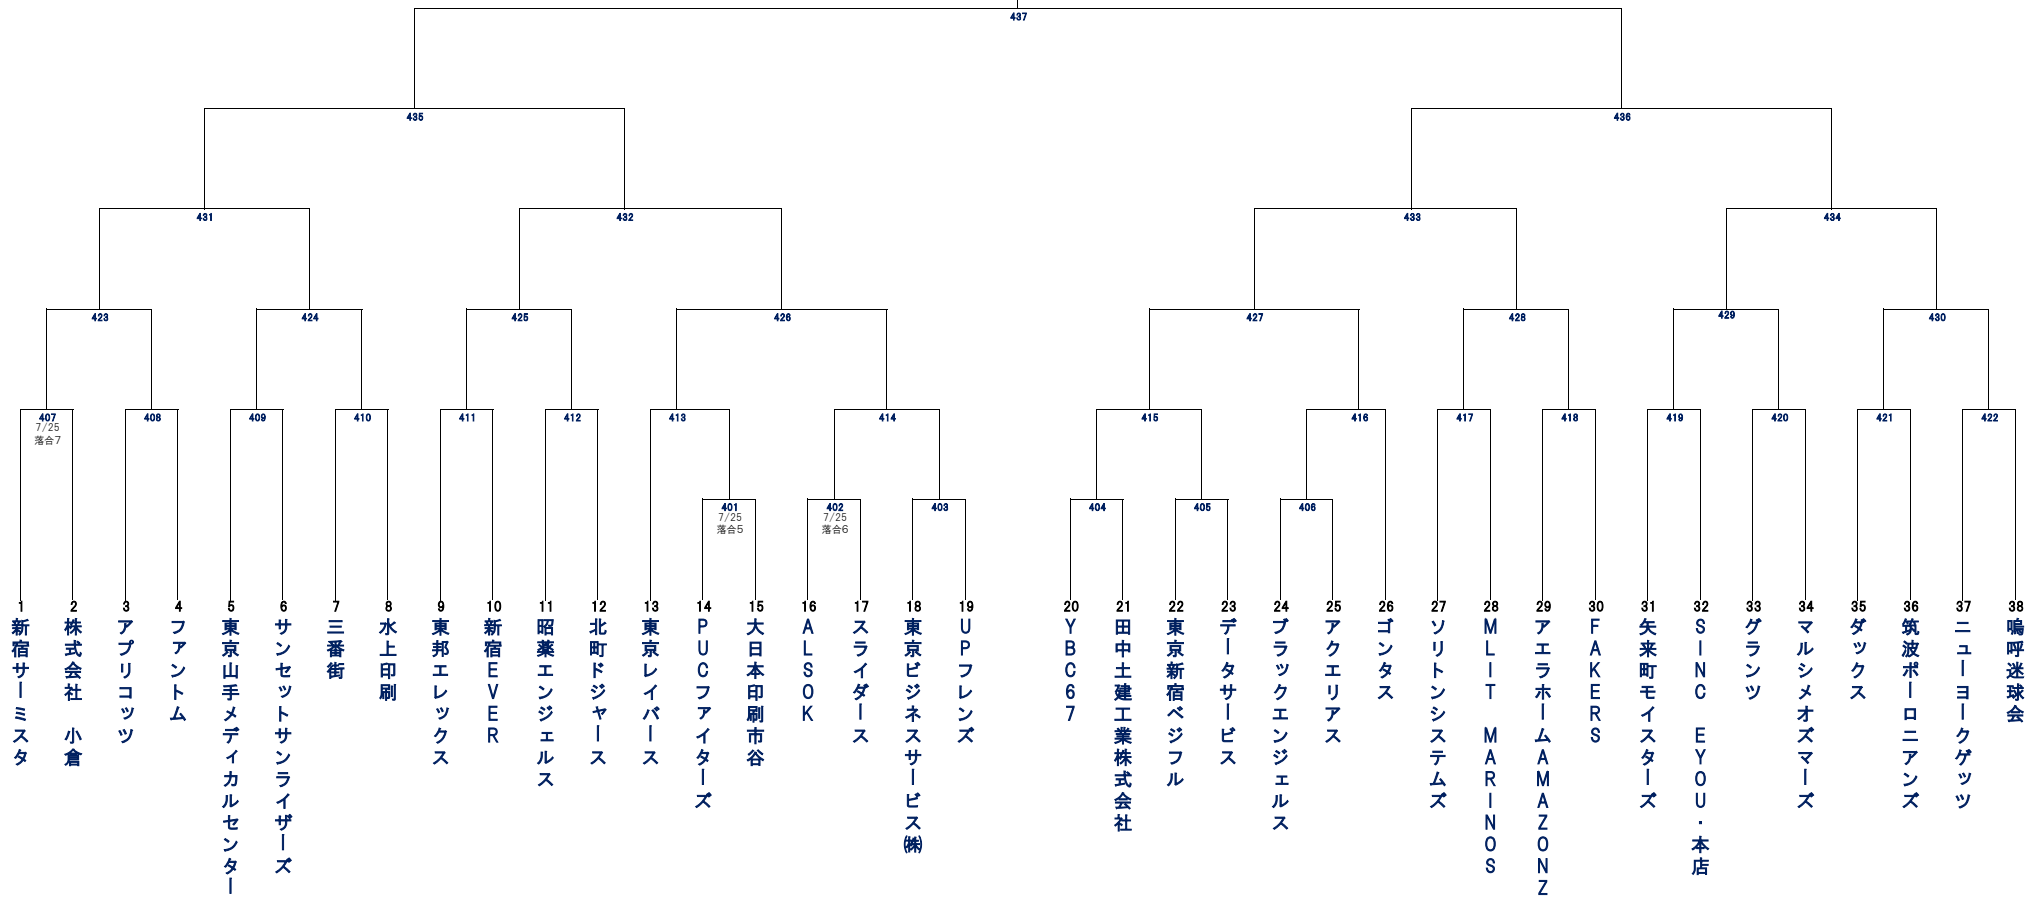 437
435
436
431
432
433
434
423
424
425
426
427
428
429
430
407
7/25
落合7
408
409
410
411
412
413
414
415
416
417
418
419
420
421
422
401
7/25
落合5
402
7/25
落合6
403
404
405
406
1
新宿サーミスタ
2
株式会社　小倉
3
アプリコッツ
4
ファントム
5
東京山手メディカルセンター
6
サンセットサンライザーズ
7
三番街
8
水上印刷
9
東邦エレックス
10
新宿EVER
11
昭薬エンジェルス
12
北町ドジャース
13
東京レイバース
14
PUCファイターズ
15
大日本印刷市谷
16
ALSOK
17
スライダース
18
東京ビジネスサービス㈱
19
UPフレンズ
20
YBC67
21
田中土建工業株式会社
22
東京新宿ベジフル
23
データサービス
24
ブラックエンジェルス
25
アクエリアス
26
ゴンタス
27
ソリトンシステムズ
28
MLIT　MARINOS
29
アエラホームAMAZONZ
30
FAKERS
31
矢来町モイスターズ
32
SINC　EYOU・本店
33
グランツ
34
マルシメオズマーズ
35
ダックス
36
筑波ポーロニアンズ
37
ニューヨークゲッツ
38
嗚呼迷球会